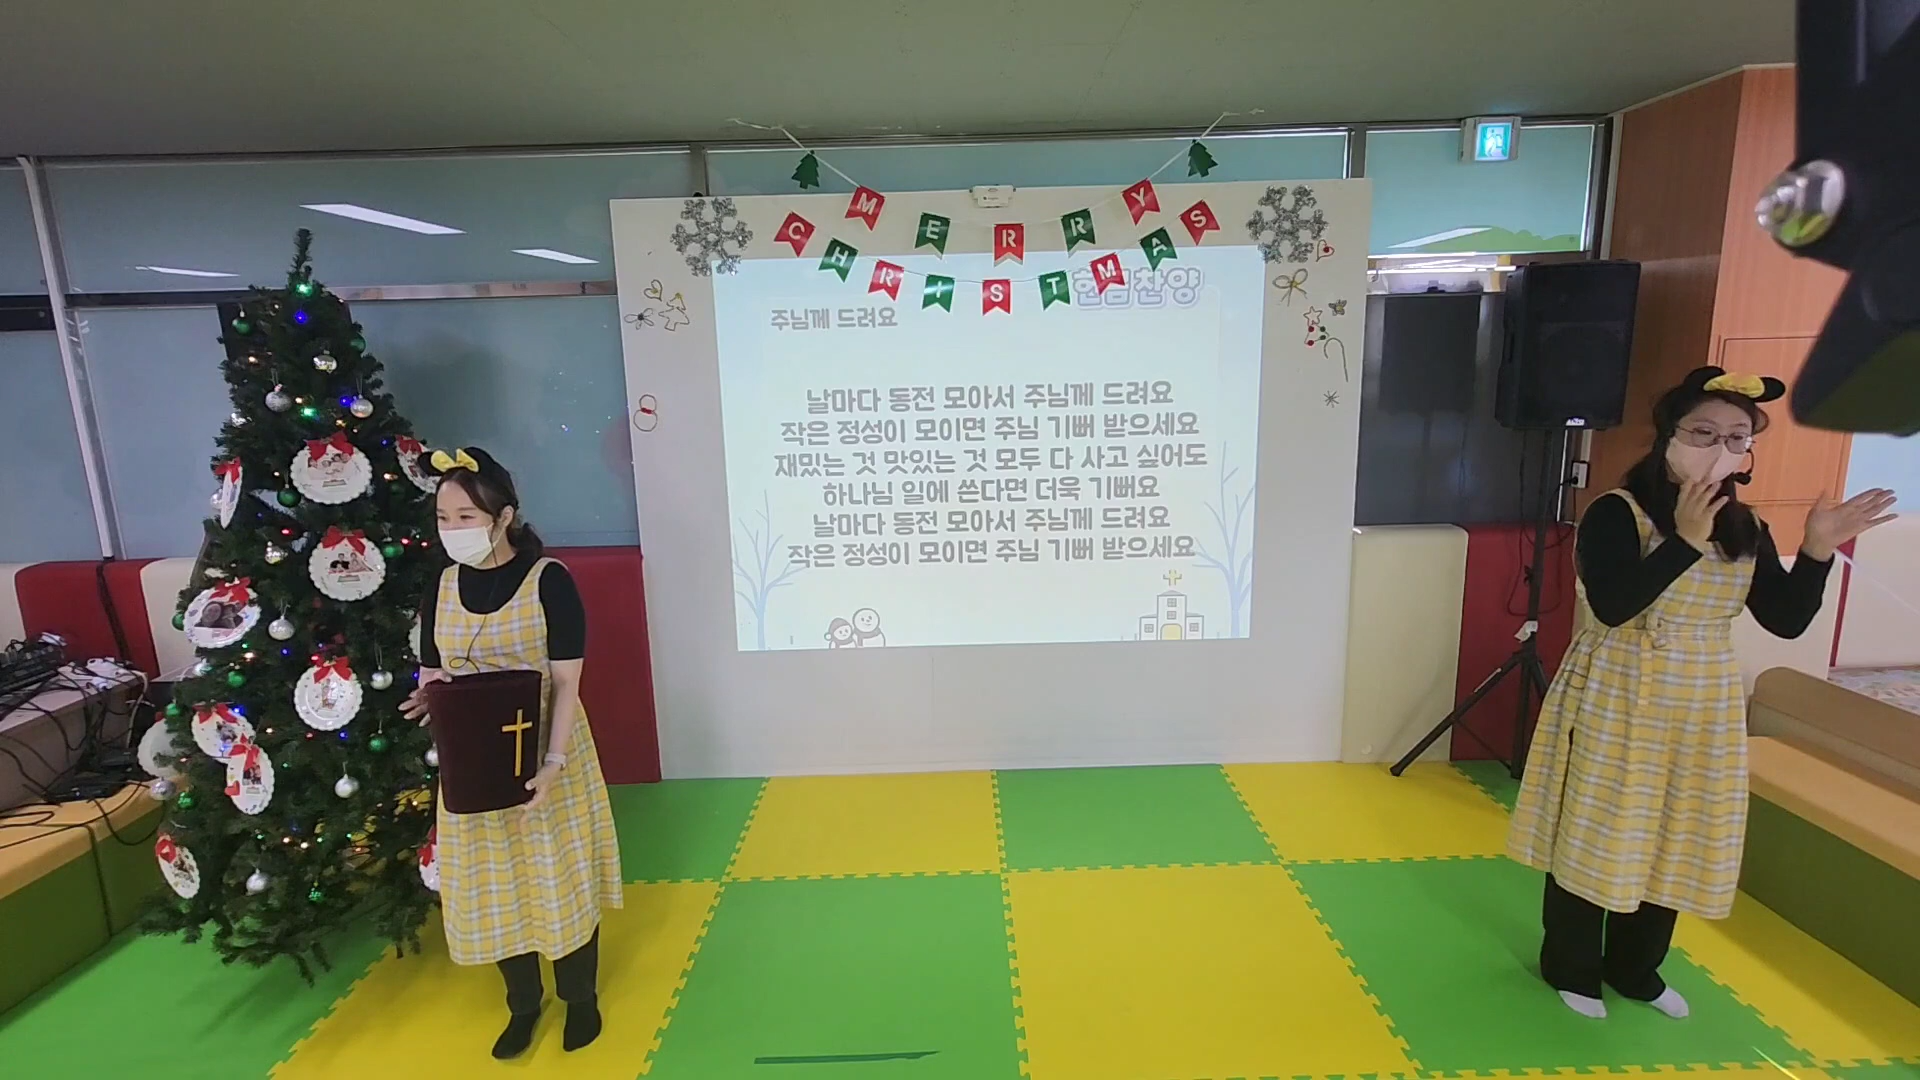 MERRY
CHRISTMAS
헌금찬양
주님께 드려요
날마다 동전 모아서 주님께 드려요
작은 정성이 모이면 주님 기뻐 받으세요
재밌는 것 맛있는 것 모두 다 사고 싶어도
하나님 일에 쓴다면 더욱 기뻐요
날마다 동전 모아서 주님께 드려요
작은 정성이 모이면 주님 기뻐 받으세요